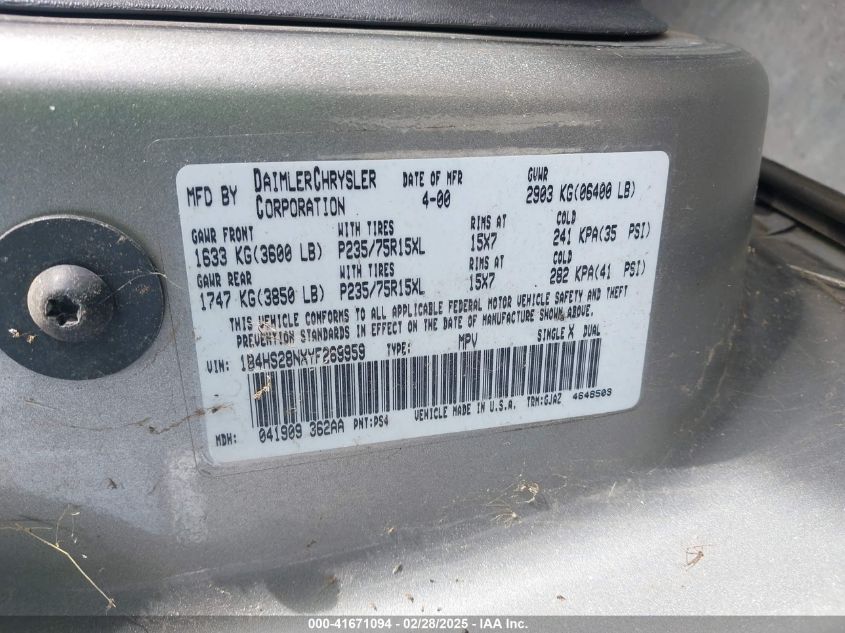 MFD BY DAIMLERCHRYSLER CORPORATION DATE OF MFR 4-00 GVWR 2903 KG(06400 LB)
GAWR FRONT WITH TIRES RIMS AT COLD
1633 KG(3600 LB) P235/75R15XL 15X7 241 KPA(35 PSI)
GAWR REAR WITH TIRES RIMS AT COLD
1747 KG(3850 LB) P235/75R15XL 15X7 282 KPA(41 PSI)
THIS VEHICLE CONFORMS TO ALL APPLICABLE FEDERAL MOTOR VEHICLE SAFETY AND THEFT
PREVENTION STANDARDS IN EFFECT ON THE DATE OF MANUFACTURE SHOWN ABOVE.
VIN: 1B4HS28NXYF269959 TYPE: MPV SINGLE X DUAL
MDH: 041909 362AA PNT:PS4 VEHICLE MADE IN U.S.A. TRM:GJAZ 4648509
000-41671094 / 02/28/2025 - IAA, Inc.